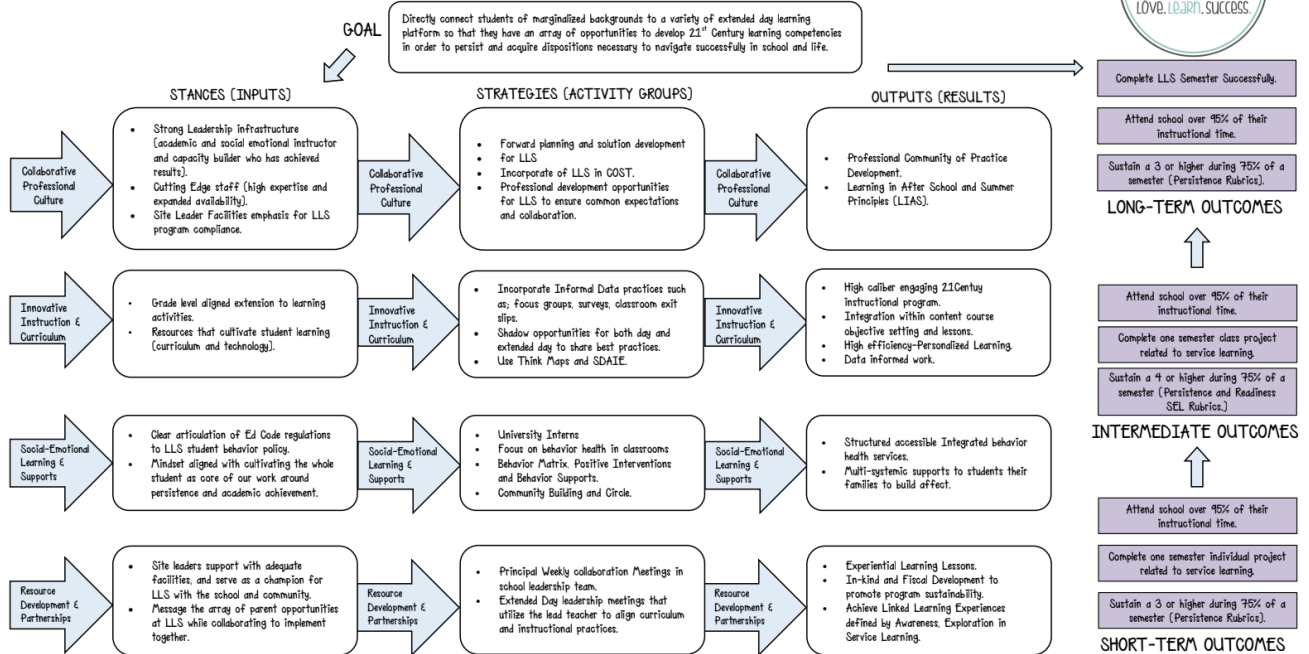 LOVE. LEARN. SUCCESS.
GOAL
Directly connect students of marginalized backgrounds to a variety of extended day learning
platform so that they have an array of opportunities to develop 21st Century learning competencies
in order to persist and acquire dispositions necessary to navigate successfully in school and life.
STANCES (INPUTS)
STRATEGIES (ACTIVITY GROUPS)
OUTPUTS (RESULTS)
Collaborative
Professional
Culture
• Strong Leadership infrastructure
(academic and social emotional instructor
and capacity builder who has achieved
results).
• Cutting Edge staff (high expertise and
expanded availability).
• Site Leader Facilities emphasis for LLS
program compliance.
Collaborative
Professional
Culture
• Forward planning and solution development
• for LLS
• Incorporate of LLS in COST.
• Professional development opportunities
for LLS to ensure common expectations
and collaboration.
Collaborative
Professional
Culture
• Professional Community of Practice
Development.
• Learning in After School and Summer
Principles (LIAS).
Innovative
Instruction &
Curriculum
• Grade level aligned extension to learning
activities.
• Resources that cultivate student learning
(curriculum and technology).
Innovative
Instruction &
Curriculum
• Incorporate Informal Data practices such
as; focus groups, surveys, classroom exit
slips.
• Shadow opportunities for both day and
extended day to share best practices.
• Use Think Maps and SDAIE.
Innovative
Instruction &
Curriculum
• High caliber engaging 21Centuy
instructional program.
• Integration within content course
objective setting and lessons.
• High efficiency-Personalized Learning.
• Data informed work.
Social-Emotional
Learning &
Supports
• Clear articulation of Ed Code regulations
to LLS student behavior policy.
• Mindset aligned with cultivating the whole
student as core of our work around
persistence and academic achievement.
Social-Emotional
Learning &
Supports
• University Interns
• Focus on behavior health in classrooms
• Behavior Matrix, Positive Interventions
and Behavior Supports.
• Community Building and Circle.
Social-Emotional
Learning &
Supports
• Structured accessible Integrated behavior
health services.
• Multi-systemic supports to students their
families to build affect.
Resource
Development &
Partnerships
• Site leaders support with adequate
facilities, and serve as a champion for
LLS with the school and community.
• Message the array of parent opportunities
at LLS while collaborating to implement
together.
Resource
Development &
Partnerships
• Principal Weekly collaboration Meetings in
school leadership team.
• Extended Day leadership meetings that
utilize the lead teacher to align curriculum
and instructional practices.
Resource
Development &
Partnerships
• Experiential Learning Lessons.
• In-kind and Fiscal Development to
promote program sustainability.
• Achieve Linked Learning Experiences
defined by Awareness, Exploration in
Service Learning.
Complete LLS Semester Successfully.
Attend school over 95% of their
instructional time.
Sustain a 3 or higher during 75% of a
semester (Persistence Rubrics).
LONG-TERM OUTCOMES
Attend school over 95% of their
instructional time.
Complete one semester class project
related to service learning.
Sustain a 4 or higher during 75% of a
semester (Persistence and Readiness
SEL Rubrics.)
INTERMEDIATE OUTCOMES
Attend school over 95% of their
instructional time.
Complete one semester individual project
related to service learning.
Sustain a 3 or higher during 75% of a
semester (Persistence Rubrics).
SHORT-TERM OUTCOMES